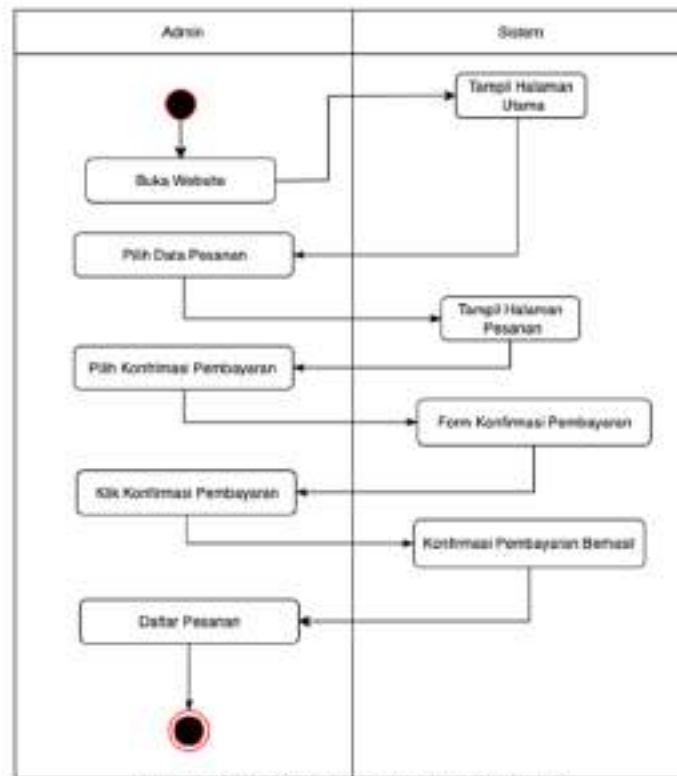 Admin
Sistem
Tampil Halaman
Utama
Buka Website
Pilih Data Pesanan
Tampil Halaman
Pesanan
Pilih Konfrimasi Pembayaran
Form Konfirmasi Pembayaran
Klik Konfirmasi Pembayaran
Konfirmasi Pembayaran Berhasil
Daftar Pesanan